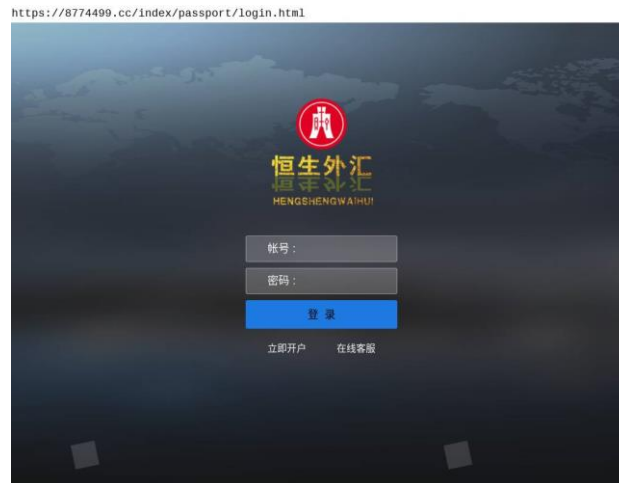 https://8774499.cc/index/passport/login.html
恒生外汇
HENGSHENGWAIHUI
帐号：
密码：
登 录
立即开户 在线客服